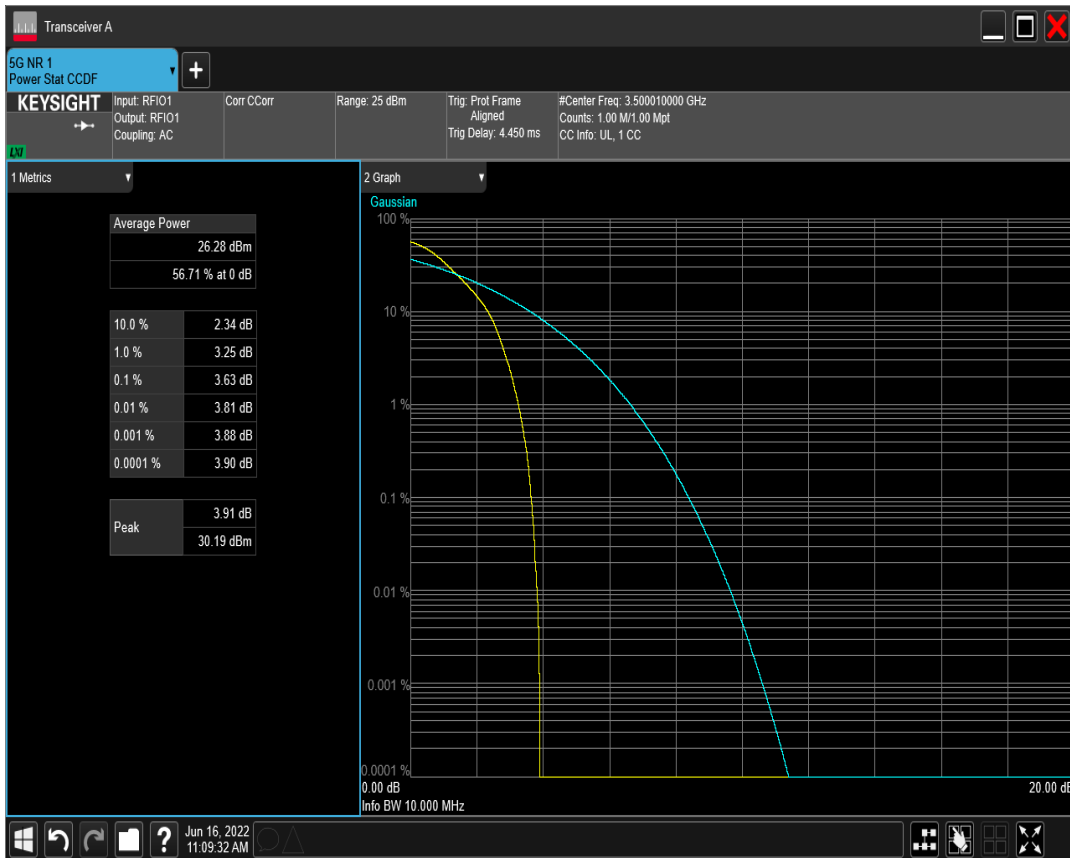 Transceiver A
5G NR 1
Power Stat CCDF
KEYSIGHT
LXI
Input: RFIO1
Output: RFIO1
Coupling: AC
Corr CCorr
Range: 25 dBm
Trig: Prot Frame
Aligned
Trig Delay: 4.450 ms
#Center Freq: 3.500010000 GHz
Counts: 1.00 M/1.00 Mpt
CC Info: UL, 1 CC
1 Metrics
Average Power
26.28 dBm
56.71 % at 0 dB
10.0 % 2.34 dB
1.0 % 3.25 dB
0.1 % 3.63 dB
0.01 % 3.81 dB
0.001 % 3.88 dB
0.0001 % 3.90 dB
Peak 3.91 dB
30.19 dBm
2 Graph
Gaussian
100 %
10 %
1 %
0.1 %
0.01 %
0.001 %
0.0001 %
0.00 dB 20.00 dB
Info BW 10.000 MHz
?
Jun 16, 2022
11:09:32 AM